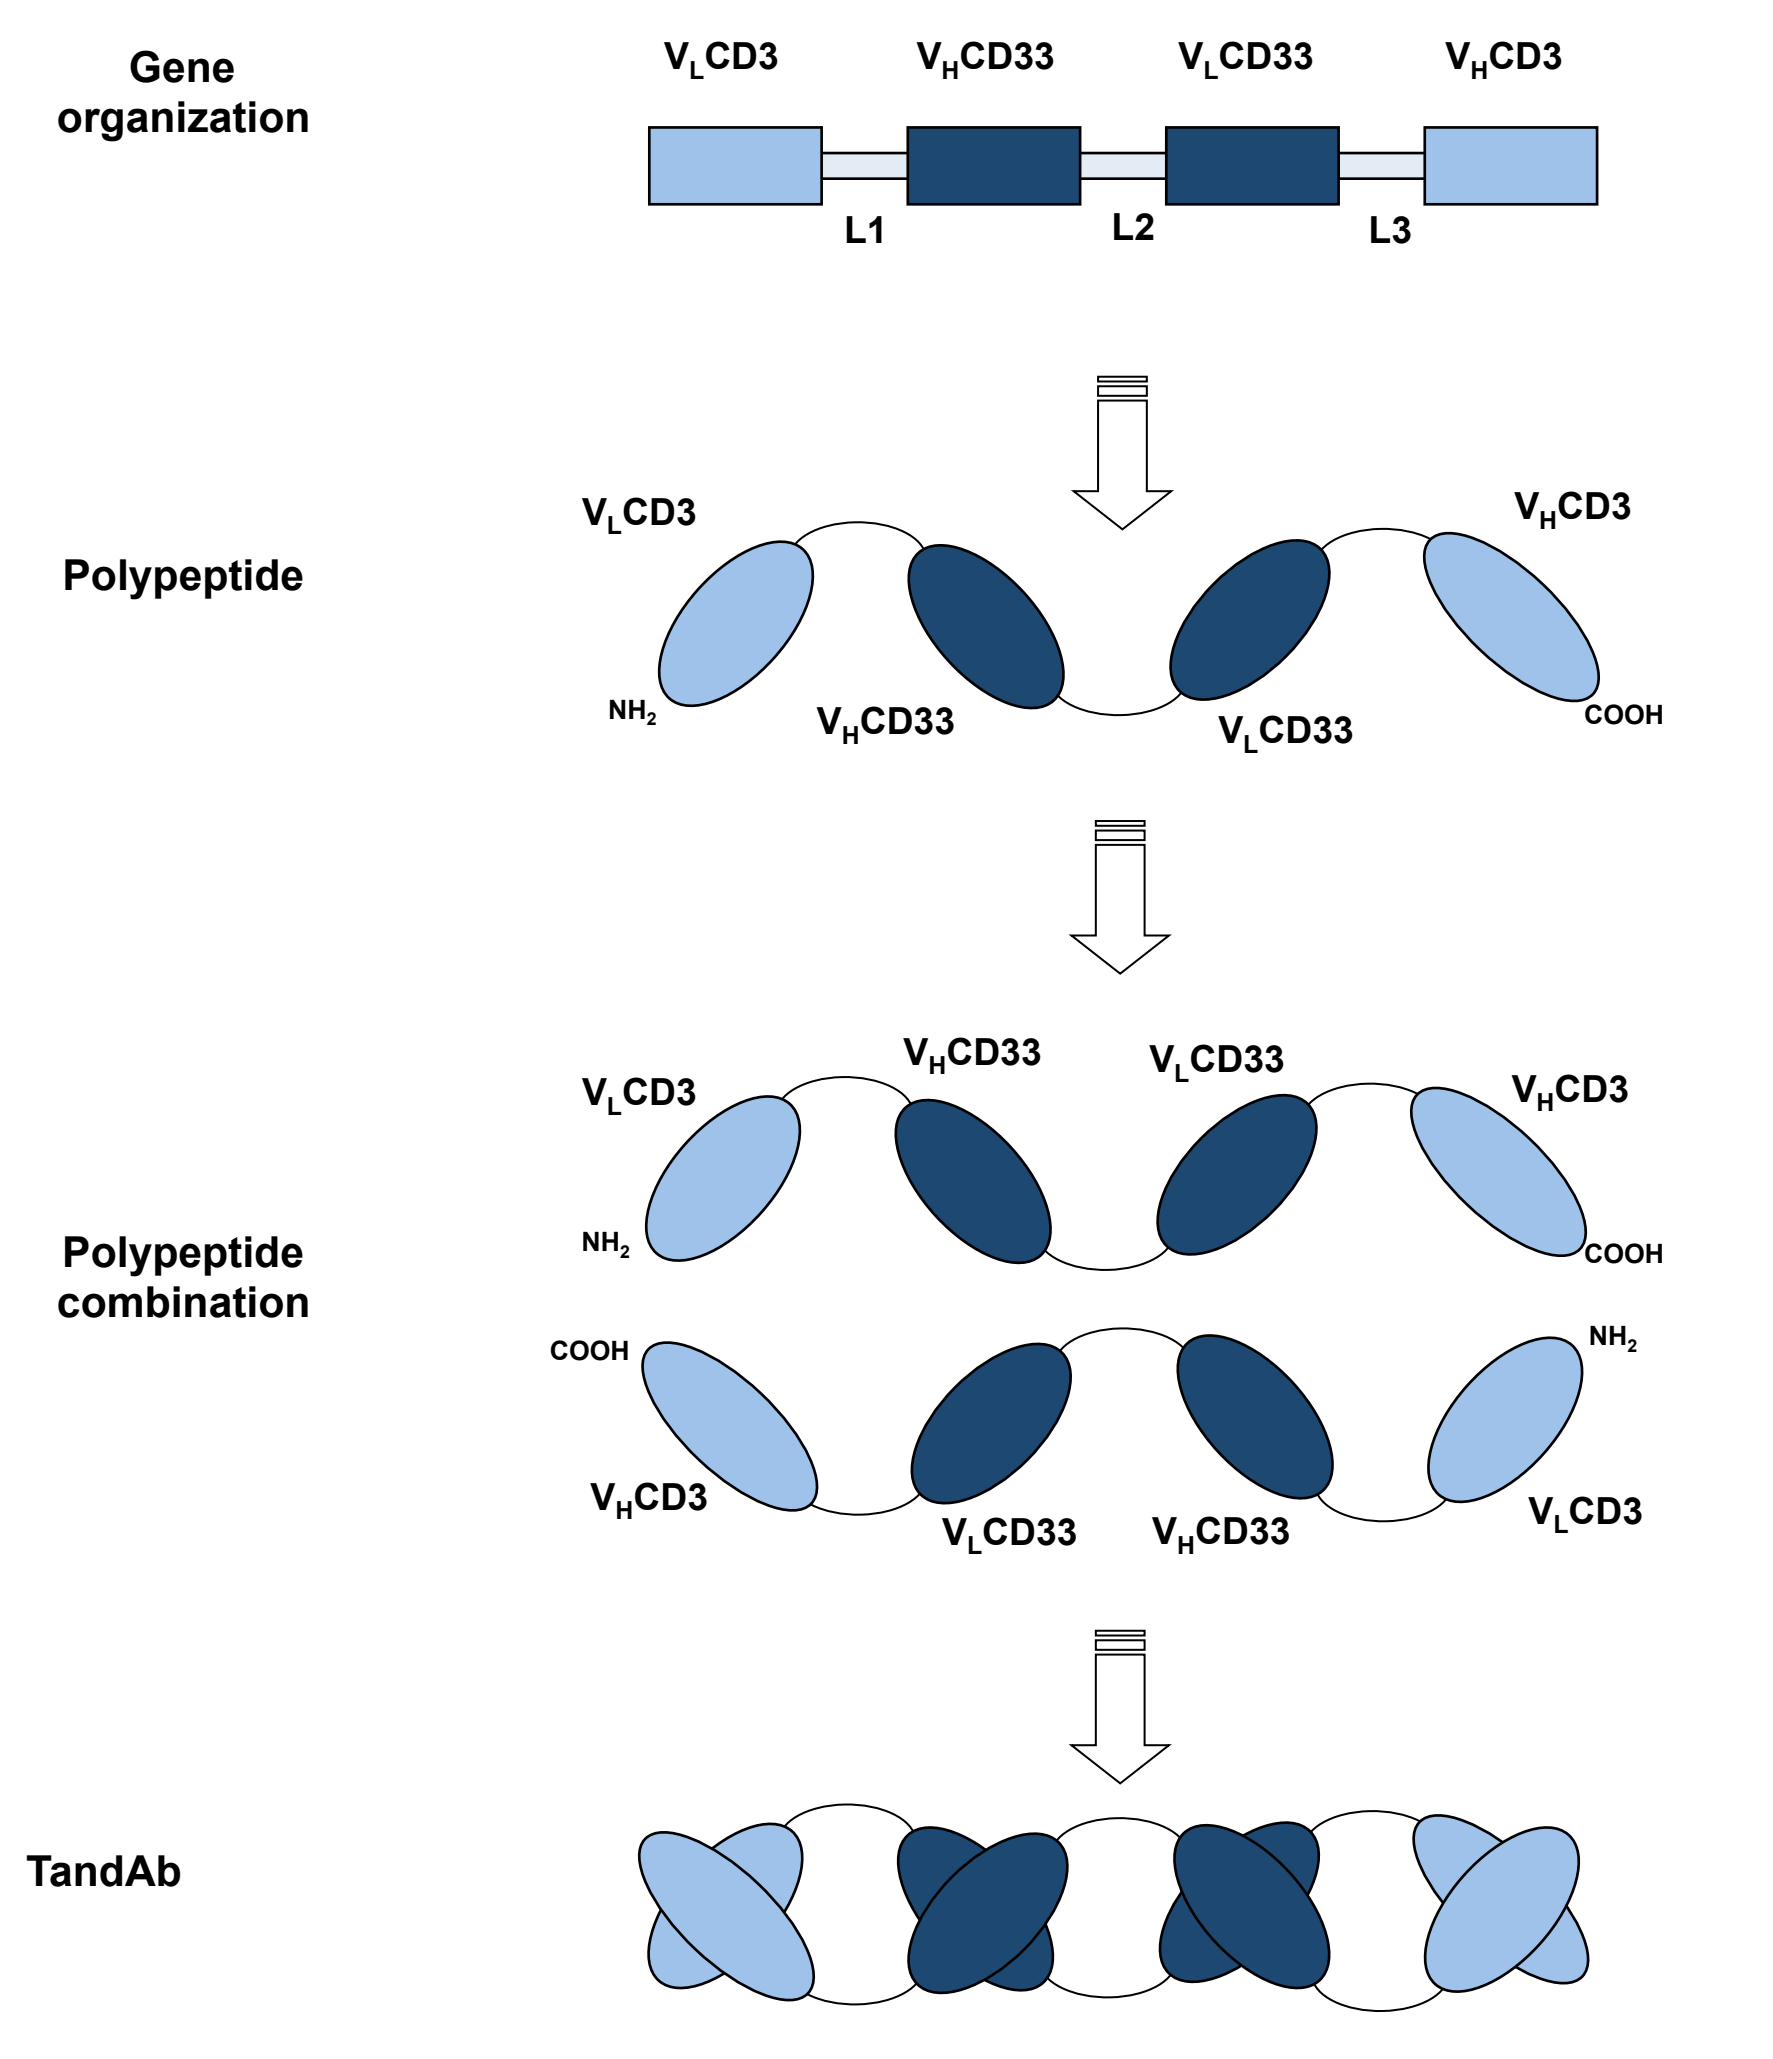 Gene
organization
VLCD3 VHCD33 VLCD33 VHCD3
L1 L2 L3
Polypeptide
VLCD3 VHCD3
NH2 VHCD33 VLCD33 COOH
Polypeptide
combination
VLCD3 VHCD33 VLCD33 VHCD3
NH2 COOH
COOH NH2
VHCD3 VLCD33 VHCD33 VLCD3
TandAb